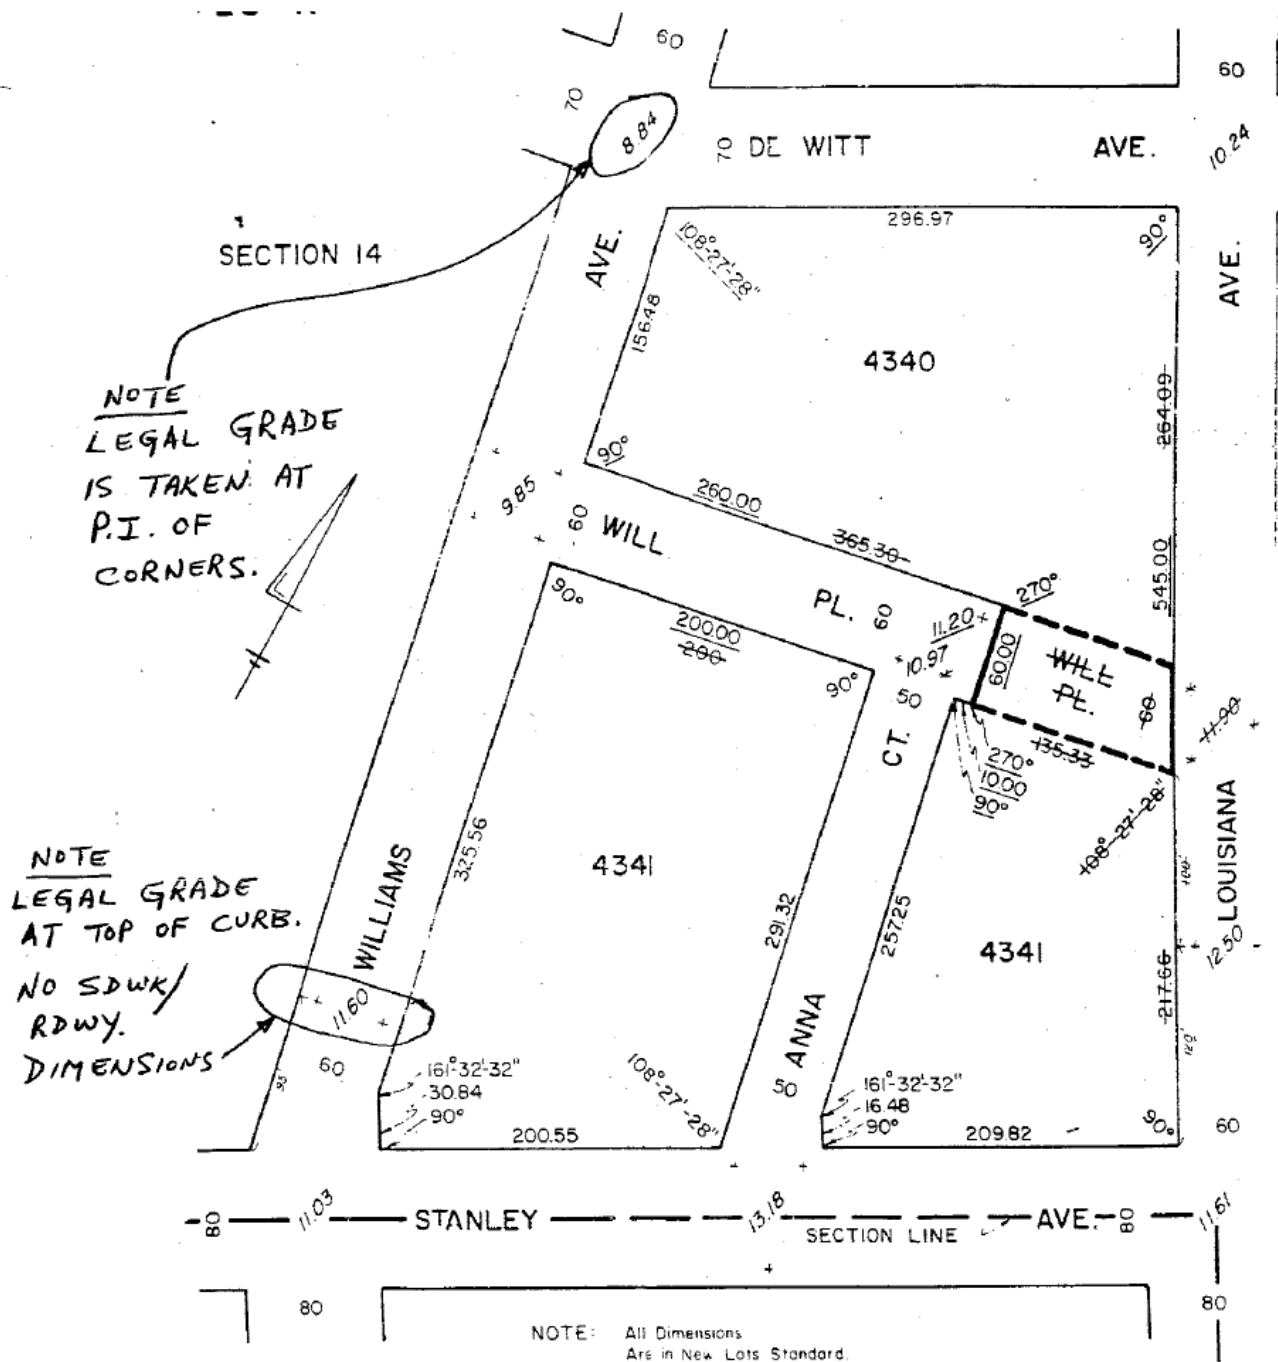 60
60
70
8.84
70 DE WITT AVE.
10.24
296.97
90°
108°-27'-28"
SECTION 14
AVE.
AVE.
156.48
4340
264.09
NOTE
LEGAL GRADE
IS TAKEN AT
P.I. OF
CORNERS.
90°
9.85
60 WILL PL. 60
260.00
365.30
545.00
270°
11.20
10.97
60.00
WILL
PL.
60
11.90
90°
200.00
200
90°
50
CT.
270°
10.00
90°
135.33
108°-27'-28"
LOUISIANA
100'
325.56
4341
NOTE
LEGAL GRADE
AT TOP OF CURB.
NO SDWK/
RDWY.
DIMENSIONS
WILLIAMS
11.60
291.32
257.25
4341
12.50
217.66
120'
ANNA
60
95'
161°-32'-32"
30.84
90°
108°-27'-28"
50
161°-32'-32"
16.48
90°
90°
60
200.55
209.82
80
11.03
STANLEY
13.18
SECTION LINE
AVE.
80
11.61
80
80
NOTE: All Dimensions
Are in New Lots Standard.